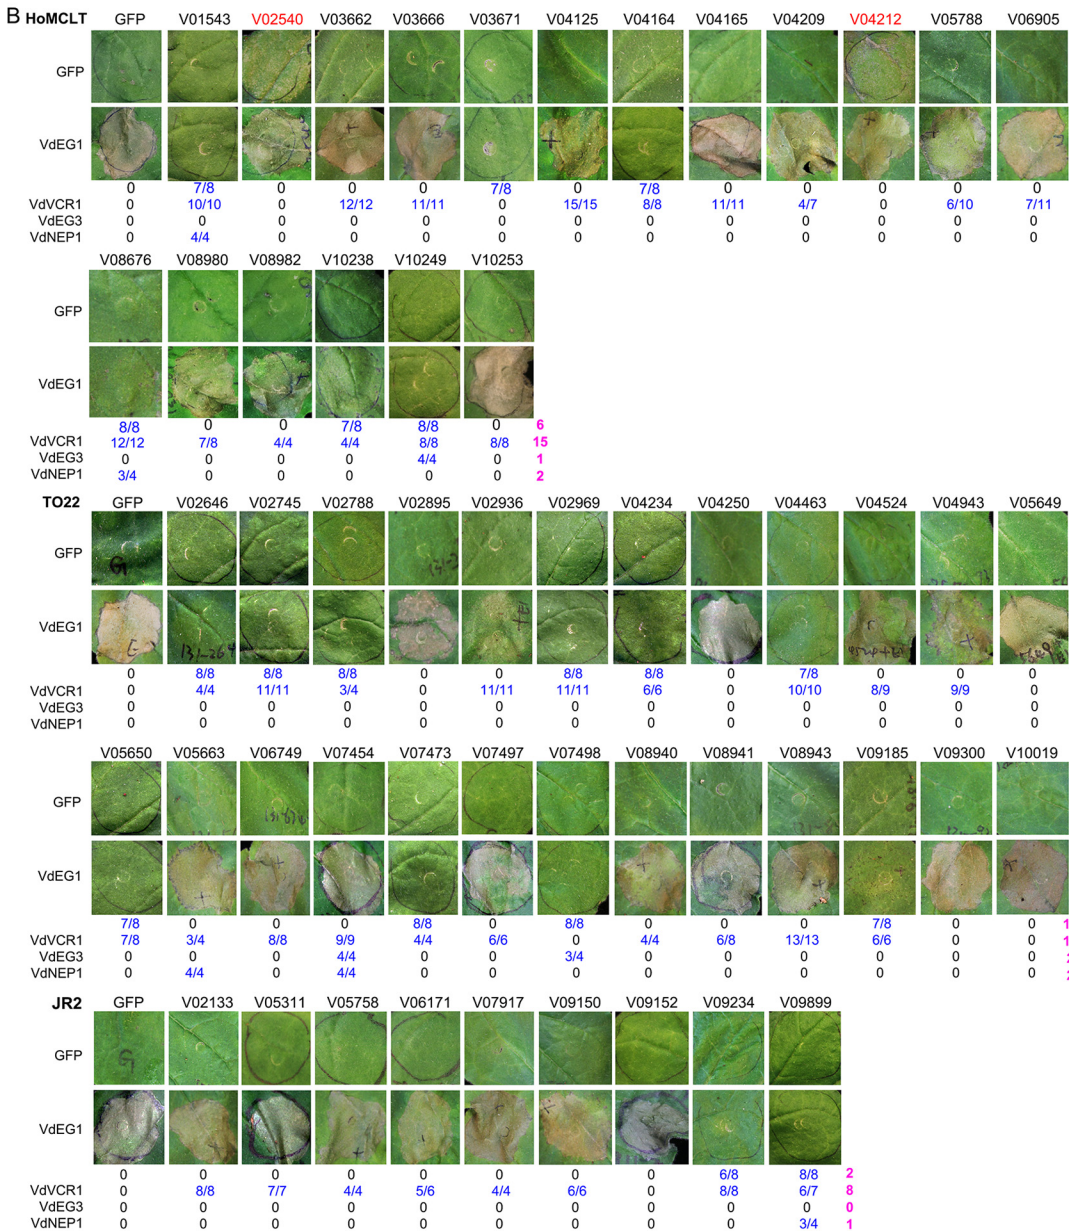 B HoMCLT GFP V01543 V02540 V03662 V03666 V03671 V04125 V04164 V04165 V04209 V04212 V05788 V06905
GFP
VdEG1
0 7/8 0 0 0 7/8 0 7/8 0 0 0 0 0
VdVCR1 0 10/10 0 12/12 11/11 0 15/15 8/8 11/11 4/7 0 6/10 7/11
VdEG3 0 0 0 0 0 0 0 0 0 0 0 0 0
VdNEP1 0 4/4 0 0 0 0 0 0 0 0 0 0 0
V08676 V08980 V08982 V10238 V10249 V10253
GFP
VdEG1
8/8 0 0 7/8 8/8 0 6
VdVCR1 12/12 7/8 4/4 4/4 8/8 8/8 15
VdEG3 0 0 0 0 4/4 0 1
VdNEP1 3/4 0 0 0 0 0 2
TO22 GFP V02646 V02745 V02788 V02895 V02936 V02969 V04234 V04250 V04463 V04524 V04943 V05649
GFP
VdEG1
0 8/8 8/8 8/8 0 0 8/8 8/8 0 7/8 0 0 0
VdVCR1 0 4/4 11/11 3/4 0 11/11 11/11 6/6 0 10/10 8/9 9/9 0
VdEG3 0 0 0 0 0 0 0 0 0 0 0 0 0
VdNEP1 0 0 0 0 0 0 0 0 0 0 0 0 0
V05650 V05663 V06749 V07454 V07473 V07497 V07498 V08940 V08941 V08943 V09185 V09300 V10019
GFP
VdEG1
7/8 0 0 0 8/8 0 8/8 0 0 0 7/8 0 0 1
VdVCR1 7/8 3/4 8/8 9/9 4/4 6/6 0 4/4 6/8 13/13 6/6 0 0 1
VdEG3 0 0 0 4/4 0 0 3/4 0 0 0 0 0 0
VdNEP1 0 4/4 0 4/4 0 0 0 0 0 0 0 0 0
JR2 GFP V02133 V05311 V05758 V06171 V07917 V09150 V09152 V09234 V09899
GFP
VdEG1
0 0 0 0 0 0 0 0 6/8 8/8 2
VdVCR1 0 8/8 7/7 4/4 5/6 4/4 6/6 0 8/8 6/7 8
VdEG3 0 0 0 0 0 0 0 0 0 0 0
VdNEP1 0 0 0 0 0 0 0 0 0 3/4 1